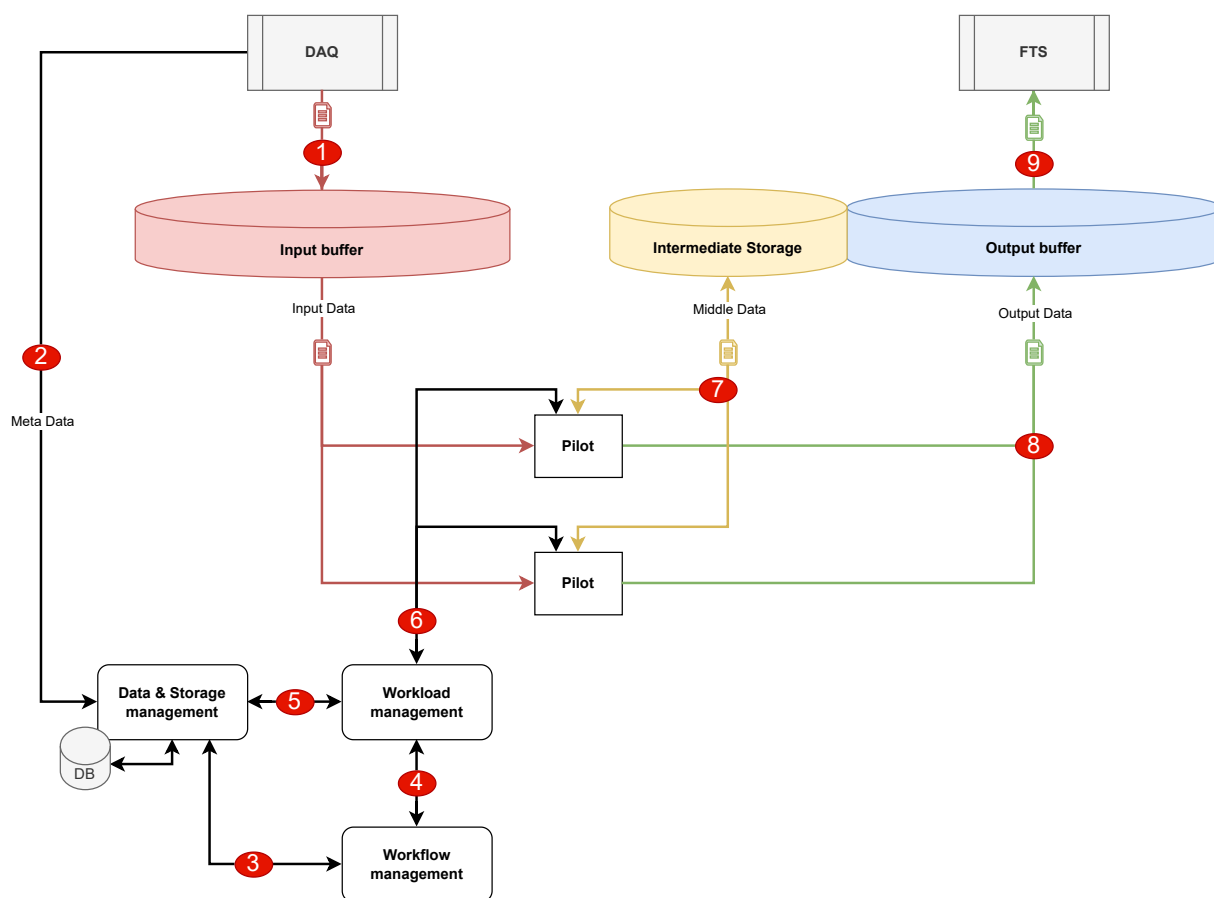 DAQ
FTS
1
9
Input buffer
Intermediate Storage
Output buffer
Input Data
Middle Data
Output Data
2
7
Meta Data
Pilot
8
Pilot
6
Data & Storage
management
5
Workload
management
DB
4
3
Workflow
management